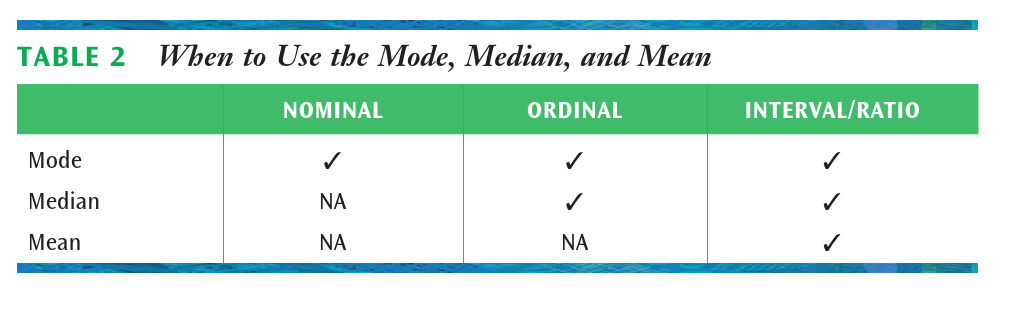 TABLE 2 When to Use the Mode, Median, and Mean
NOMINAL ORDINAL INTERVAL/RATIO
Mode ✓ ✓ ✓
Median NA ✓ ✓
Mean NA NA ✓